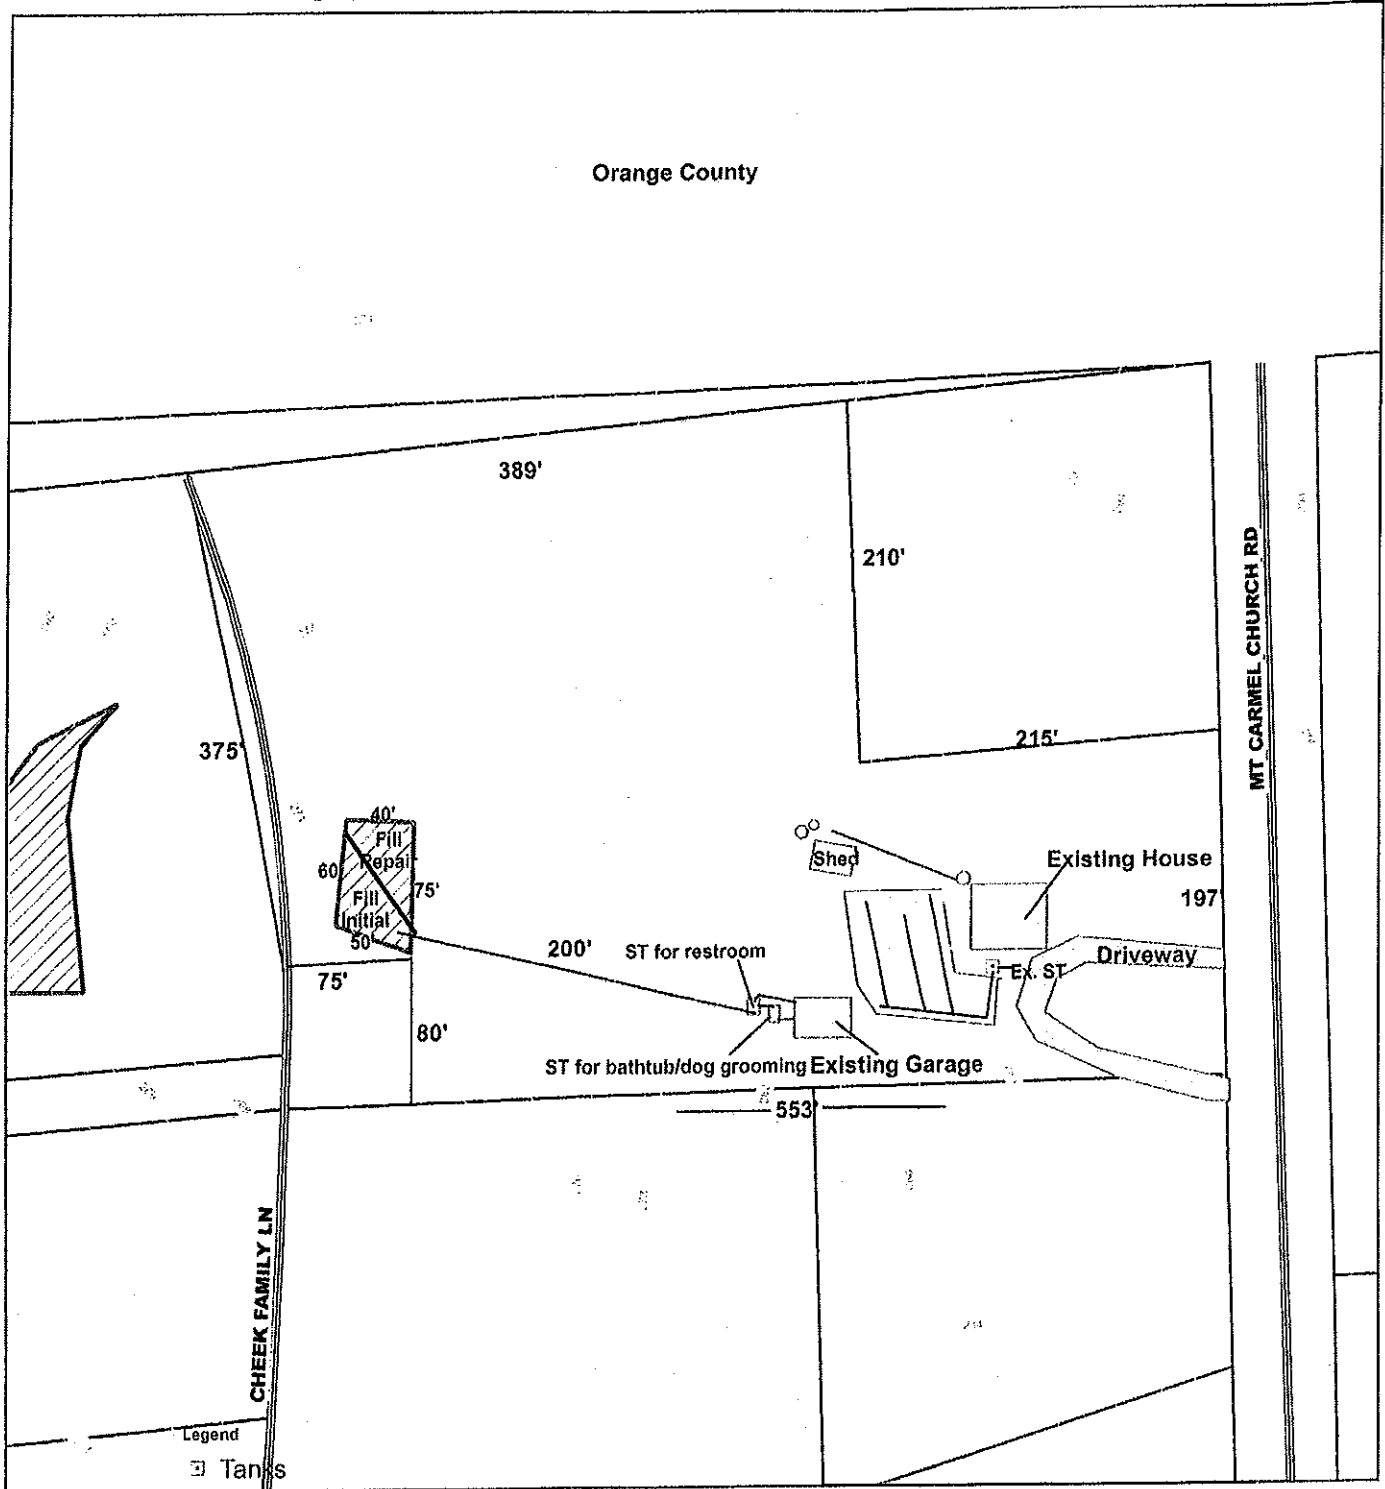 Orange County
389'
210'
MT CARMEL CHURCH RD
375'
215'
40'
Fill
Repair
60
75'
Fill
Initial
50'
Shed
Existing House
197'
200'
ST for restroom
Driveway
Ex. ST
75'
80'
ST for bathtub/dog grooming
Existing Garage
553'
CHEEK FAMILY LN
Legend
Tanks